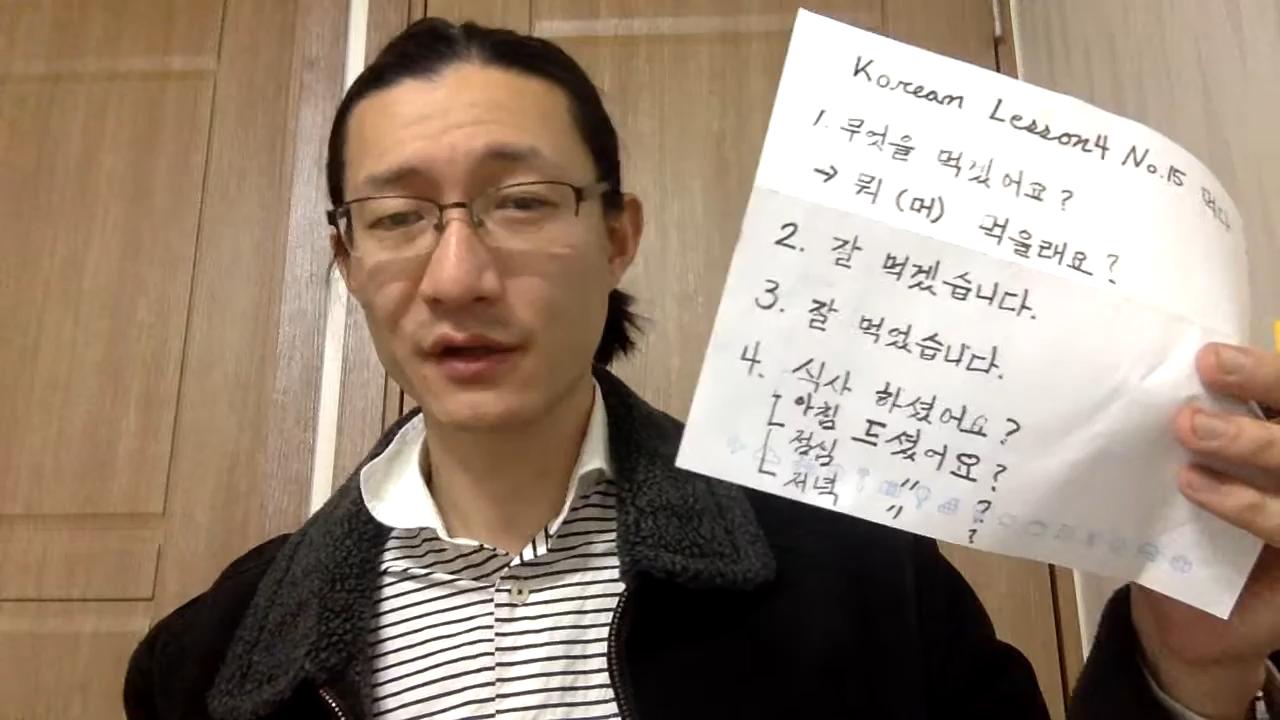 Korean Lesson4 No.15 먹다
1. 무엇을 먹겠어요?
→ 뭐 (머) 먹을래요?
2. 잘 먹겠습니다.
3. 잘 먹었습니다.
4. 식사 하셨어요?
아침 드셨어요?
점심 〃 ?
저녁 〃 ?